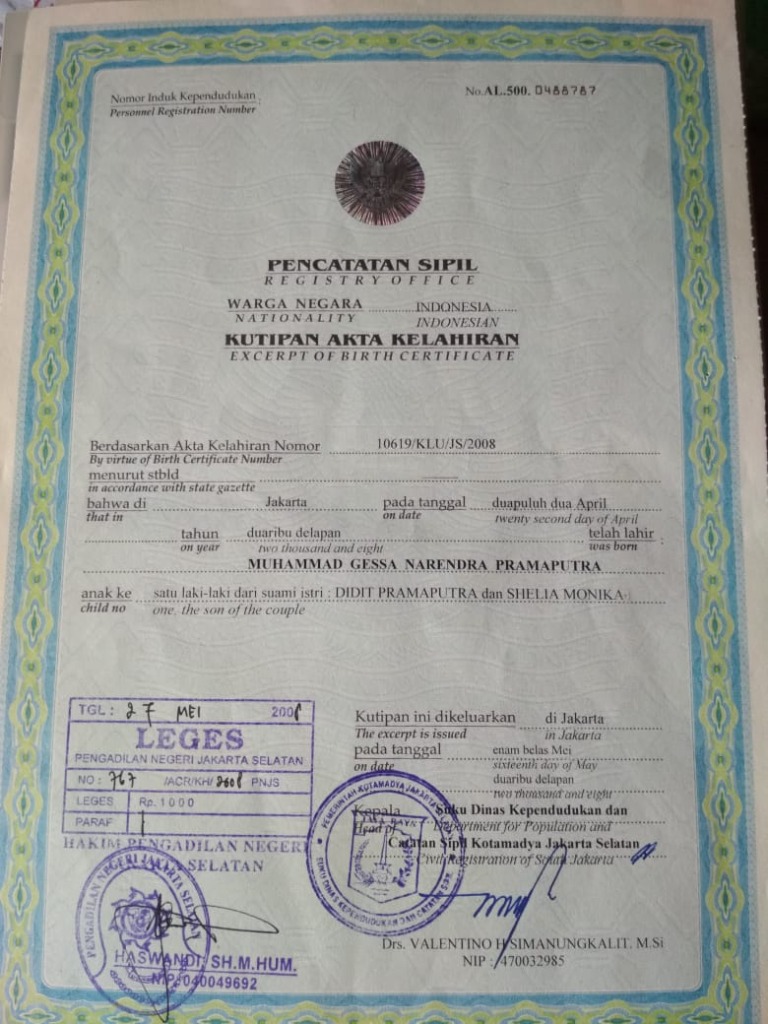 Nomor Induk Kependudukan
Personnel Registration Number
No.AL.500. 0488787
PENCATATAN SIPIL
REGISTRY OFFICE
WARGA NEGARA INDONESIA
NATIONALITY INDONESIAN
KUTIPAN AKTA KELAHIRAN
EXCERPT OF BIRTH CERTIFICATE
Berdasarkan Akta Kelahiran Nomor 10619/KLU/JS/2008
By virtue of Birth Certificate Number
menurut stbld
in accordance with state gazette
bahwa di Jakarta pada tanggal duapuluh dua April
that in on date twenty second day of April
tahun duaribu delapan telah lahir
on year two thousand and eight was born
MUHAMMAD GESSA NARENDRA PRAMAPUTRA
anak ke satu laki-laki dari suami istri : DIDIT PRAMAPUTRA dan SHELIA MONIKA
child no one, the son of the couple
Kutipan ini dikeluarkan di Jakarta
The excerpt is issued in Jakarta
pada tanggal enam belas Mei
on date sixteenth day of May
duaribu delapan
two thousand and eight
Kepala Suku Dinas Kependudukan dan
Head of Department for Population and
Catatan Sipil Kotamadya Jakarta Selatan
Civil Registration of South Jakarta
Drs. VALENTINO H SIMANUNGKALIT. M.Si
NIP : 470032985
TGL : 27 MEI 2008
LEGES
PENGADILAN NEGERI JAKARTA SELATAN
NO : 767 /ACR/KH/ 2008 PNJS
LEGES Rp. 1000
PARAF
HAKIM PENGADILAN NEGERI
SELATAN
PENGADILAN NEGERI JAKARTA SELATAN
HASWANDI, SH.M.HUM.
NIP. 040049692
PEMERINTAH KOTAMADYA JAKARTA
JAYA RAYA
SUKU DINAS KEPENDUDUKAN DAN CATATAN SIPIL